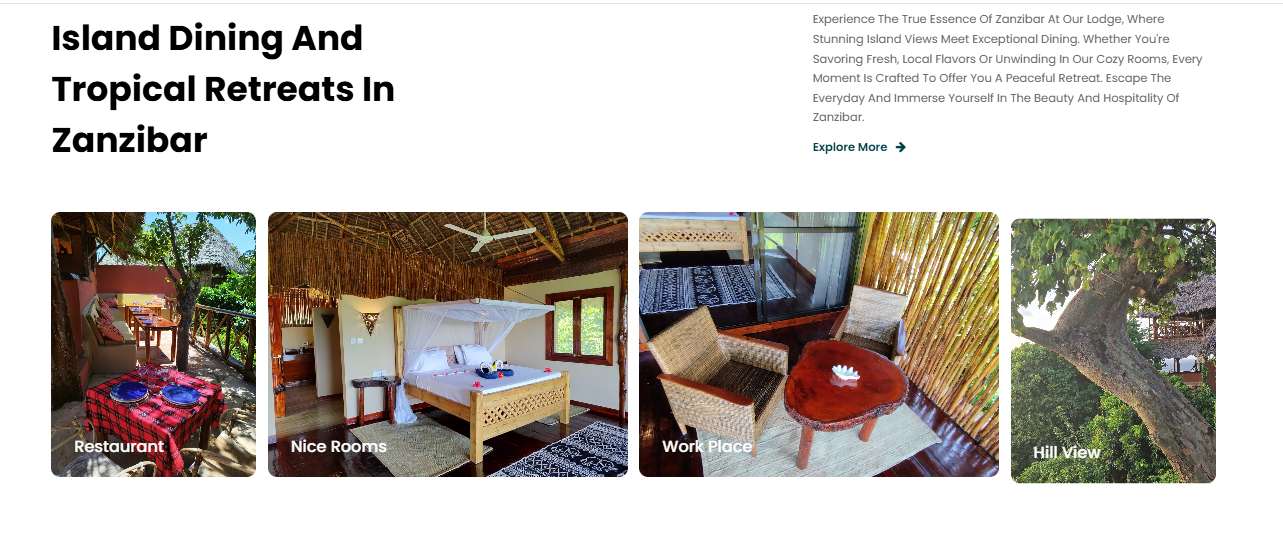 Island Dining And
Tropical Retreats In
Zanzibar
Experience The True Essence Of Zanzibar At Our Lodge, Where
Stunning Island Views Meet Exceptional Dining. Whether You're
Savoring Fresh, Local Flavors Or Unwinding In Our Cozy Rooms, Every
Moment Is Crafted To Offer You A Peaceful Retreat. Escape The
Everyday And Immerse Yourself In The Beauty And Hospitality Of
Zanzibar.
Explore More
Restaurant
Nice Rooms
Work Place
Hill View